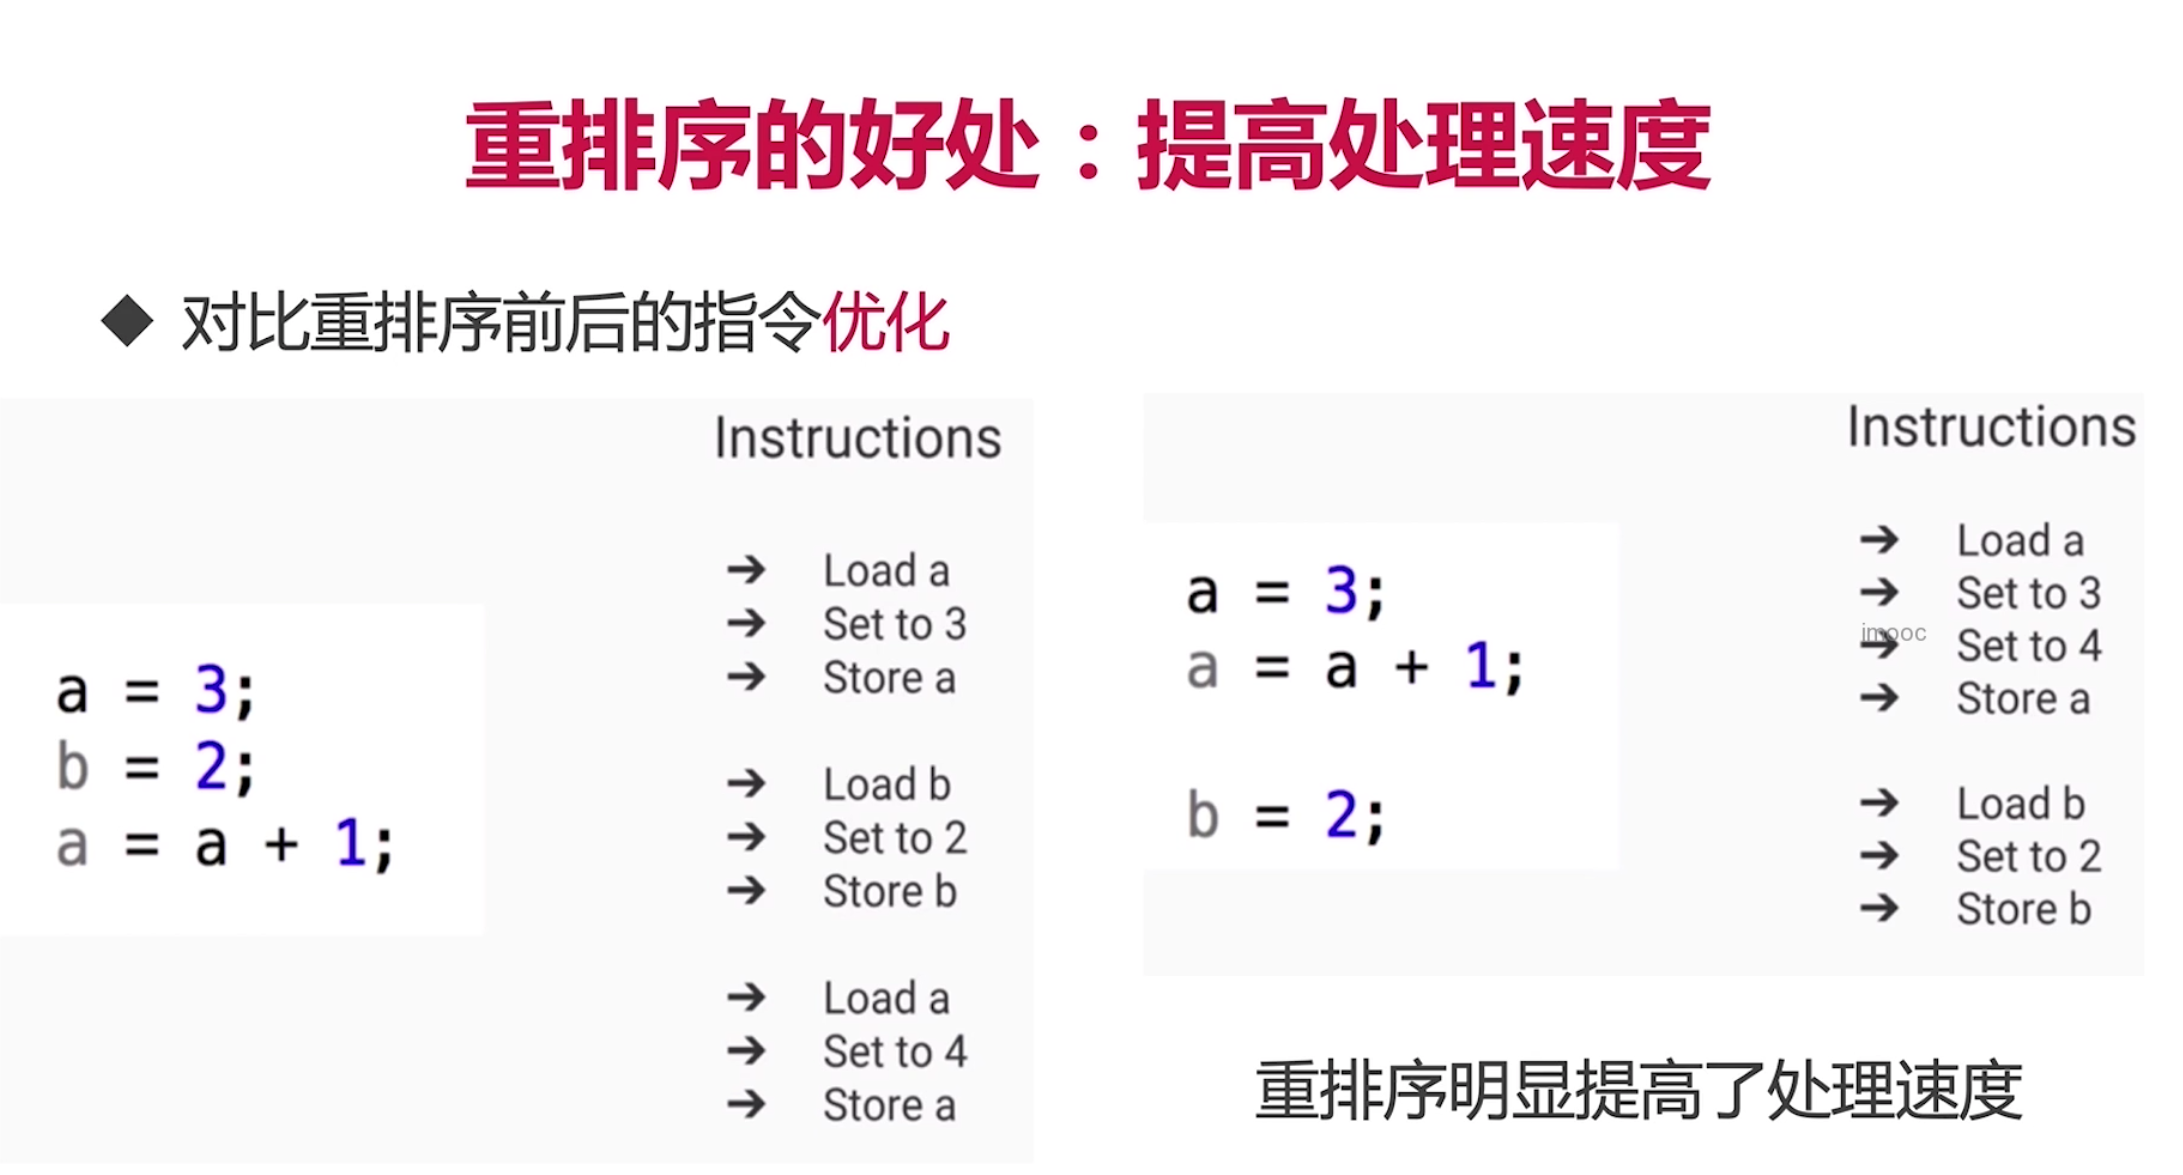 重排序的好处：提高处理速度
◆ 对比重排序前后的指令优化
Instructions
a = 3;
b = 2;
a = a + 1;
→ Load a
→ Set to 3
→ Store a
→ Load b
→ Set to 2
→ Store b
→ Load a
→ Set to 4
→ Store a
Instructions
a = 3;
a = a + 1;
b = 2;
→ Load a
→ Set to 3
→ Set to 4
→ Store a
→ Load b
→ Set to 2
→ Store b
imooc
重排序明显提高了处理速度